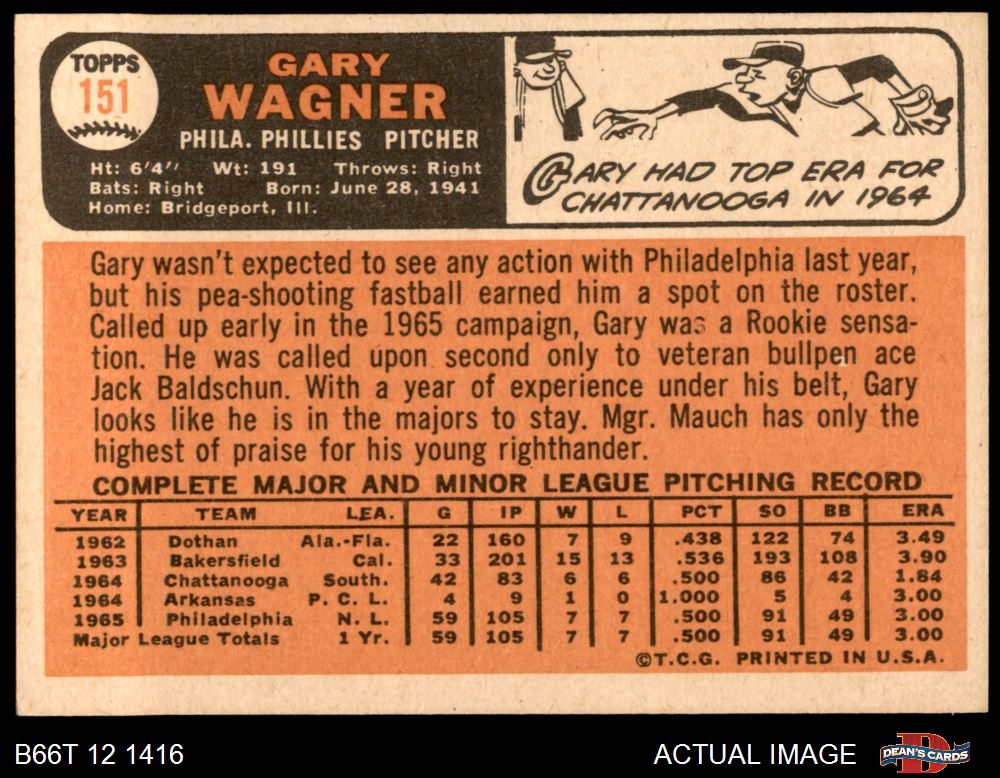 TOPPS
151
GARY
WAGNER
PHILA. PHILLIES PITCHER
Ht: 6'4" Wt: 191 Throws: Right
Bats: Right Born: June 28, 1941
Home: Bridgeport, Ill.
GARY HAD TOP ERA FOR
CHATTANOOGA IN 1964
Gary wasn't expected to see any action with Philadelphia last year,
but his pea-shooting fastball earned him a spot on the roster.
Called up early in the 1965 campaign, Gary was a Rookie sensa-
tion. He was called upon second only to veteran bullpen ace
Jack Baldschun. With a year of experience under his belt, Gary
looks like he is in the majors to stay. Mgr. Mauch has only the
highest of praise for his young righthander.
COMPLETE MAJOR AND MINOR LEAGUE PITCHING RECORD
YEAR TEAM LEA. G IP W L PCT SO BB ERA
1962 Dothan Ala.-Fla. 22 160 7 9 .438 122 74 3.49
1963 Bakersfield Cal. 33 201 15 13 .536 193 108 3.90
1964 Chattanooga South. 42 83 6 6 .500 86 42 1.84
1964 Arkansas P. C. L. 4 9 1 0 1.000 5 4 3.00
1965 Philadelphia N. L. 59 105 7 7 .500 91 49 3.00
Major League Totals 1 Yr. 59 105 7 7 .500 91 49 3.00
©T.C.G. PRINTED IN U.S.A.
B66T 12 1416
ACTUAL IMAGE
DEAN'S CARDS